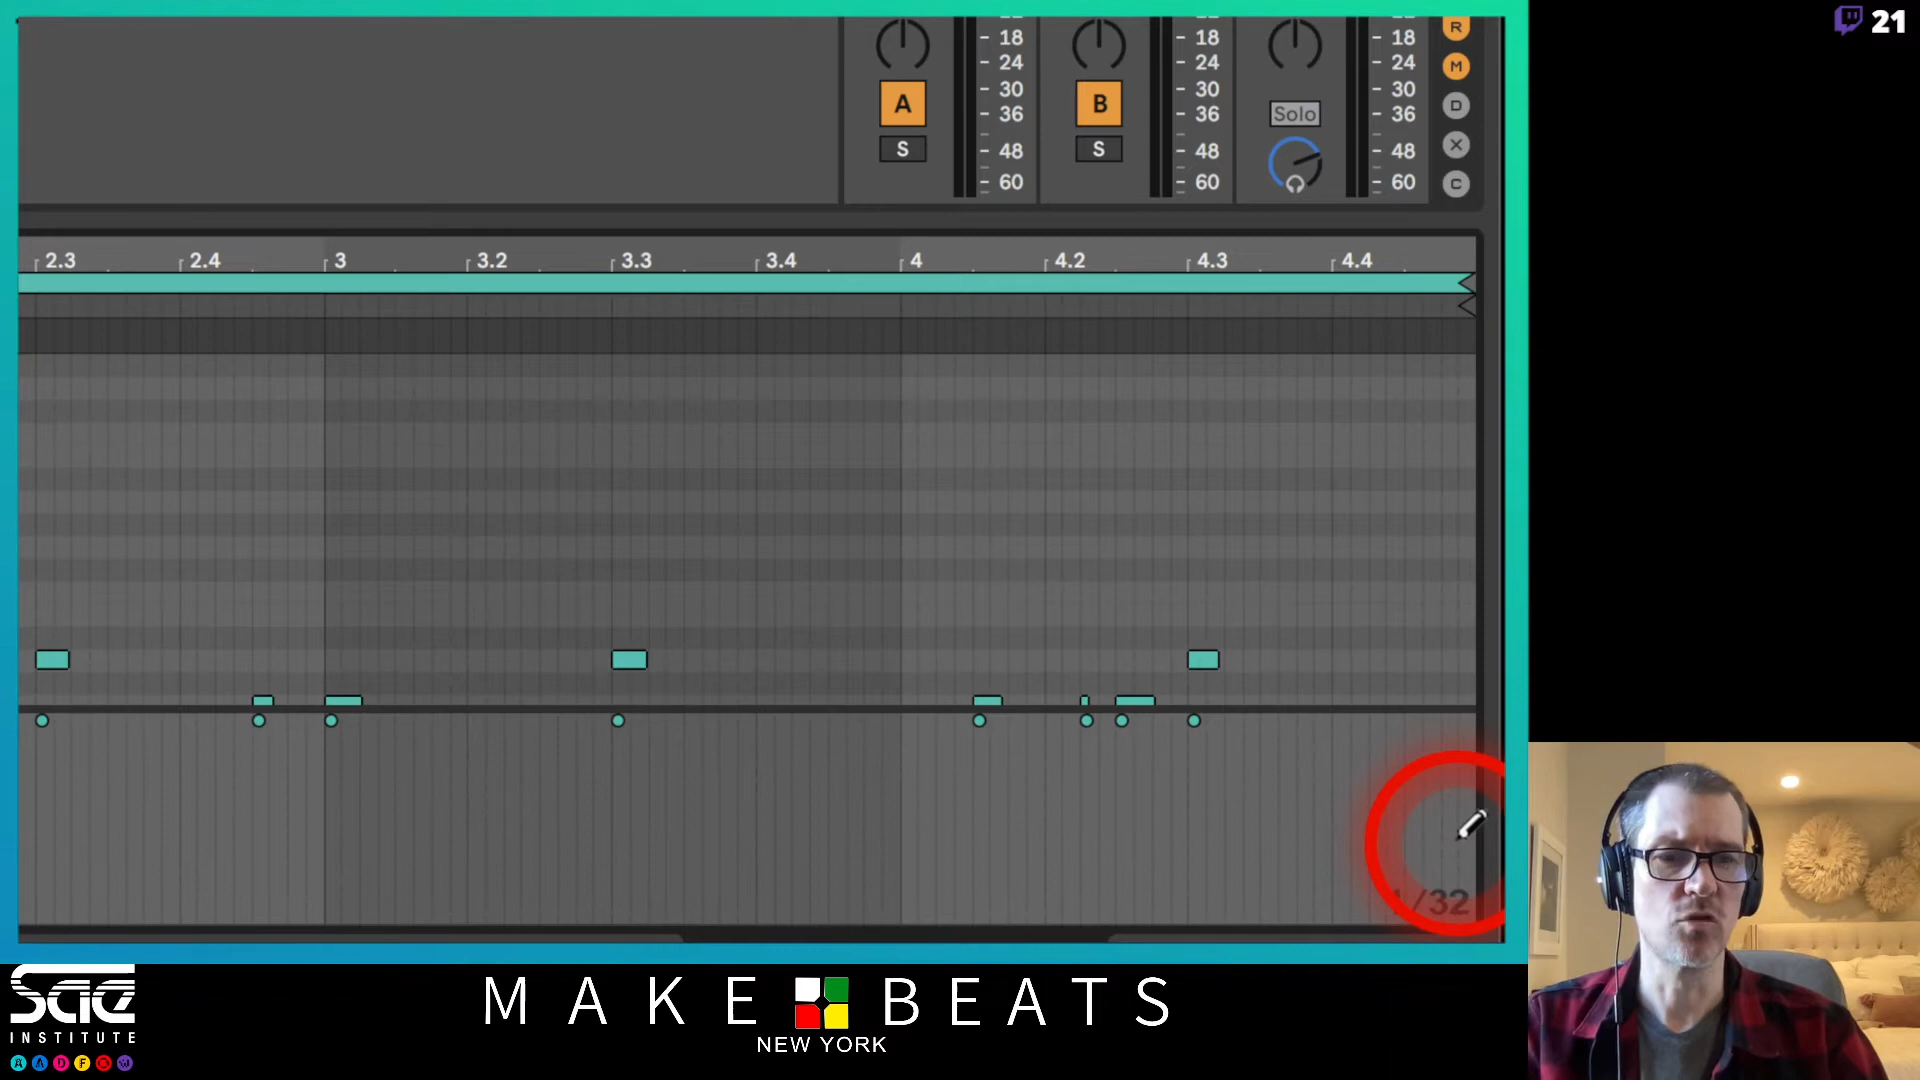 21
18 18 18 R
24 24 24 M
A 30 B 30 30
36 36 Solo 36 D
S 48 S 48 48 X
60 60 60 C
2.3 2.4 3 3.2 3.3 3.4 4 4.2 4.3 4.4
/32
sae
INSTITUTE
MAKE BEATS
NEW YORK